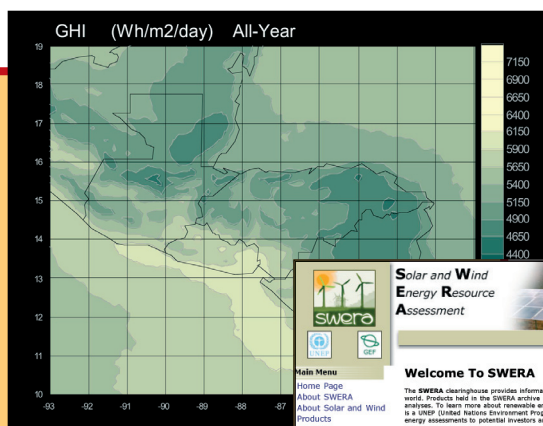 GHI (Wh/m2/day) All-Year
19
18
17
16
15
14
13
12
11
10
-93
-92
-91
-90
-89
-88
-87
7150
6900
6650
6400
6150
5900
5650
5400
5150
4900
4650
4400
Solar and Wind
Energy Resource
Assessment
swera
UNEP
GEF
Main Menu
Home Page
About SWERA
About Solar and Wind
Products
Welcome To SWERA
The SWERA clearinghouse provides informa
world. Products held in the SWERA archive
analyses. To learn more about renewable en
is a UNEP (United Nations Environment Prog
energy assessments to potential investors a